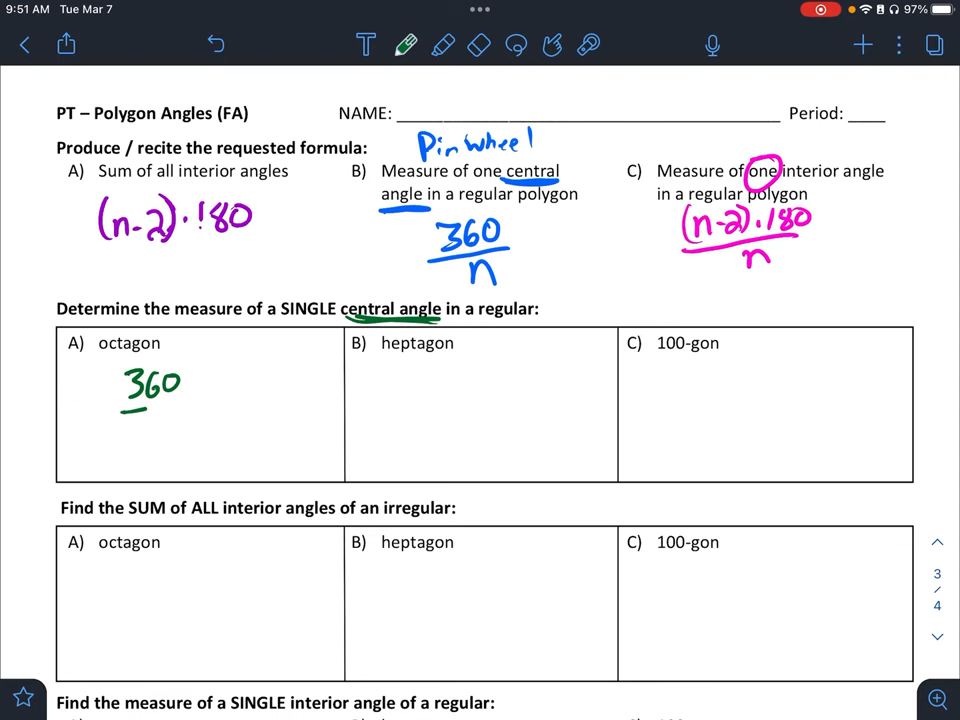 9:51 AM Tue Mar 7 97%
PT – Polygon Angles (FA) NAME: ________ Period: ____
Produce / recite the requested formula: Pinwheel
A) Sum of all interior angles B) Measure of one central C) Measure of one interior angle
angle in a regular polygon in a regular polygon
(n-2)·180 360/n (n-2)·180/n
Determine the measure of a SINGLE central angle in a regular:
A) octagon B) heptagon C) 100-gon
360
Find the SUM of ALL interior angles of an irregular:
A) octagon B) heptagon C) 100-gon
3
/
4
Find the measure of a SINGLE interior angle of a regular: